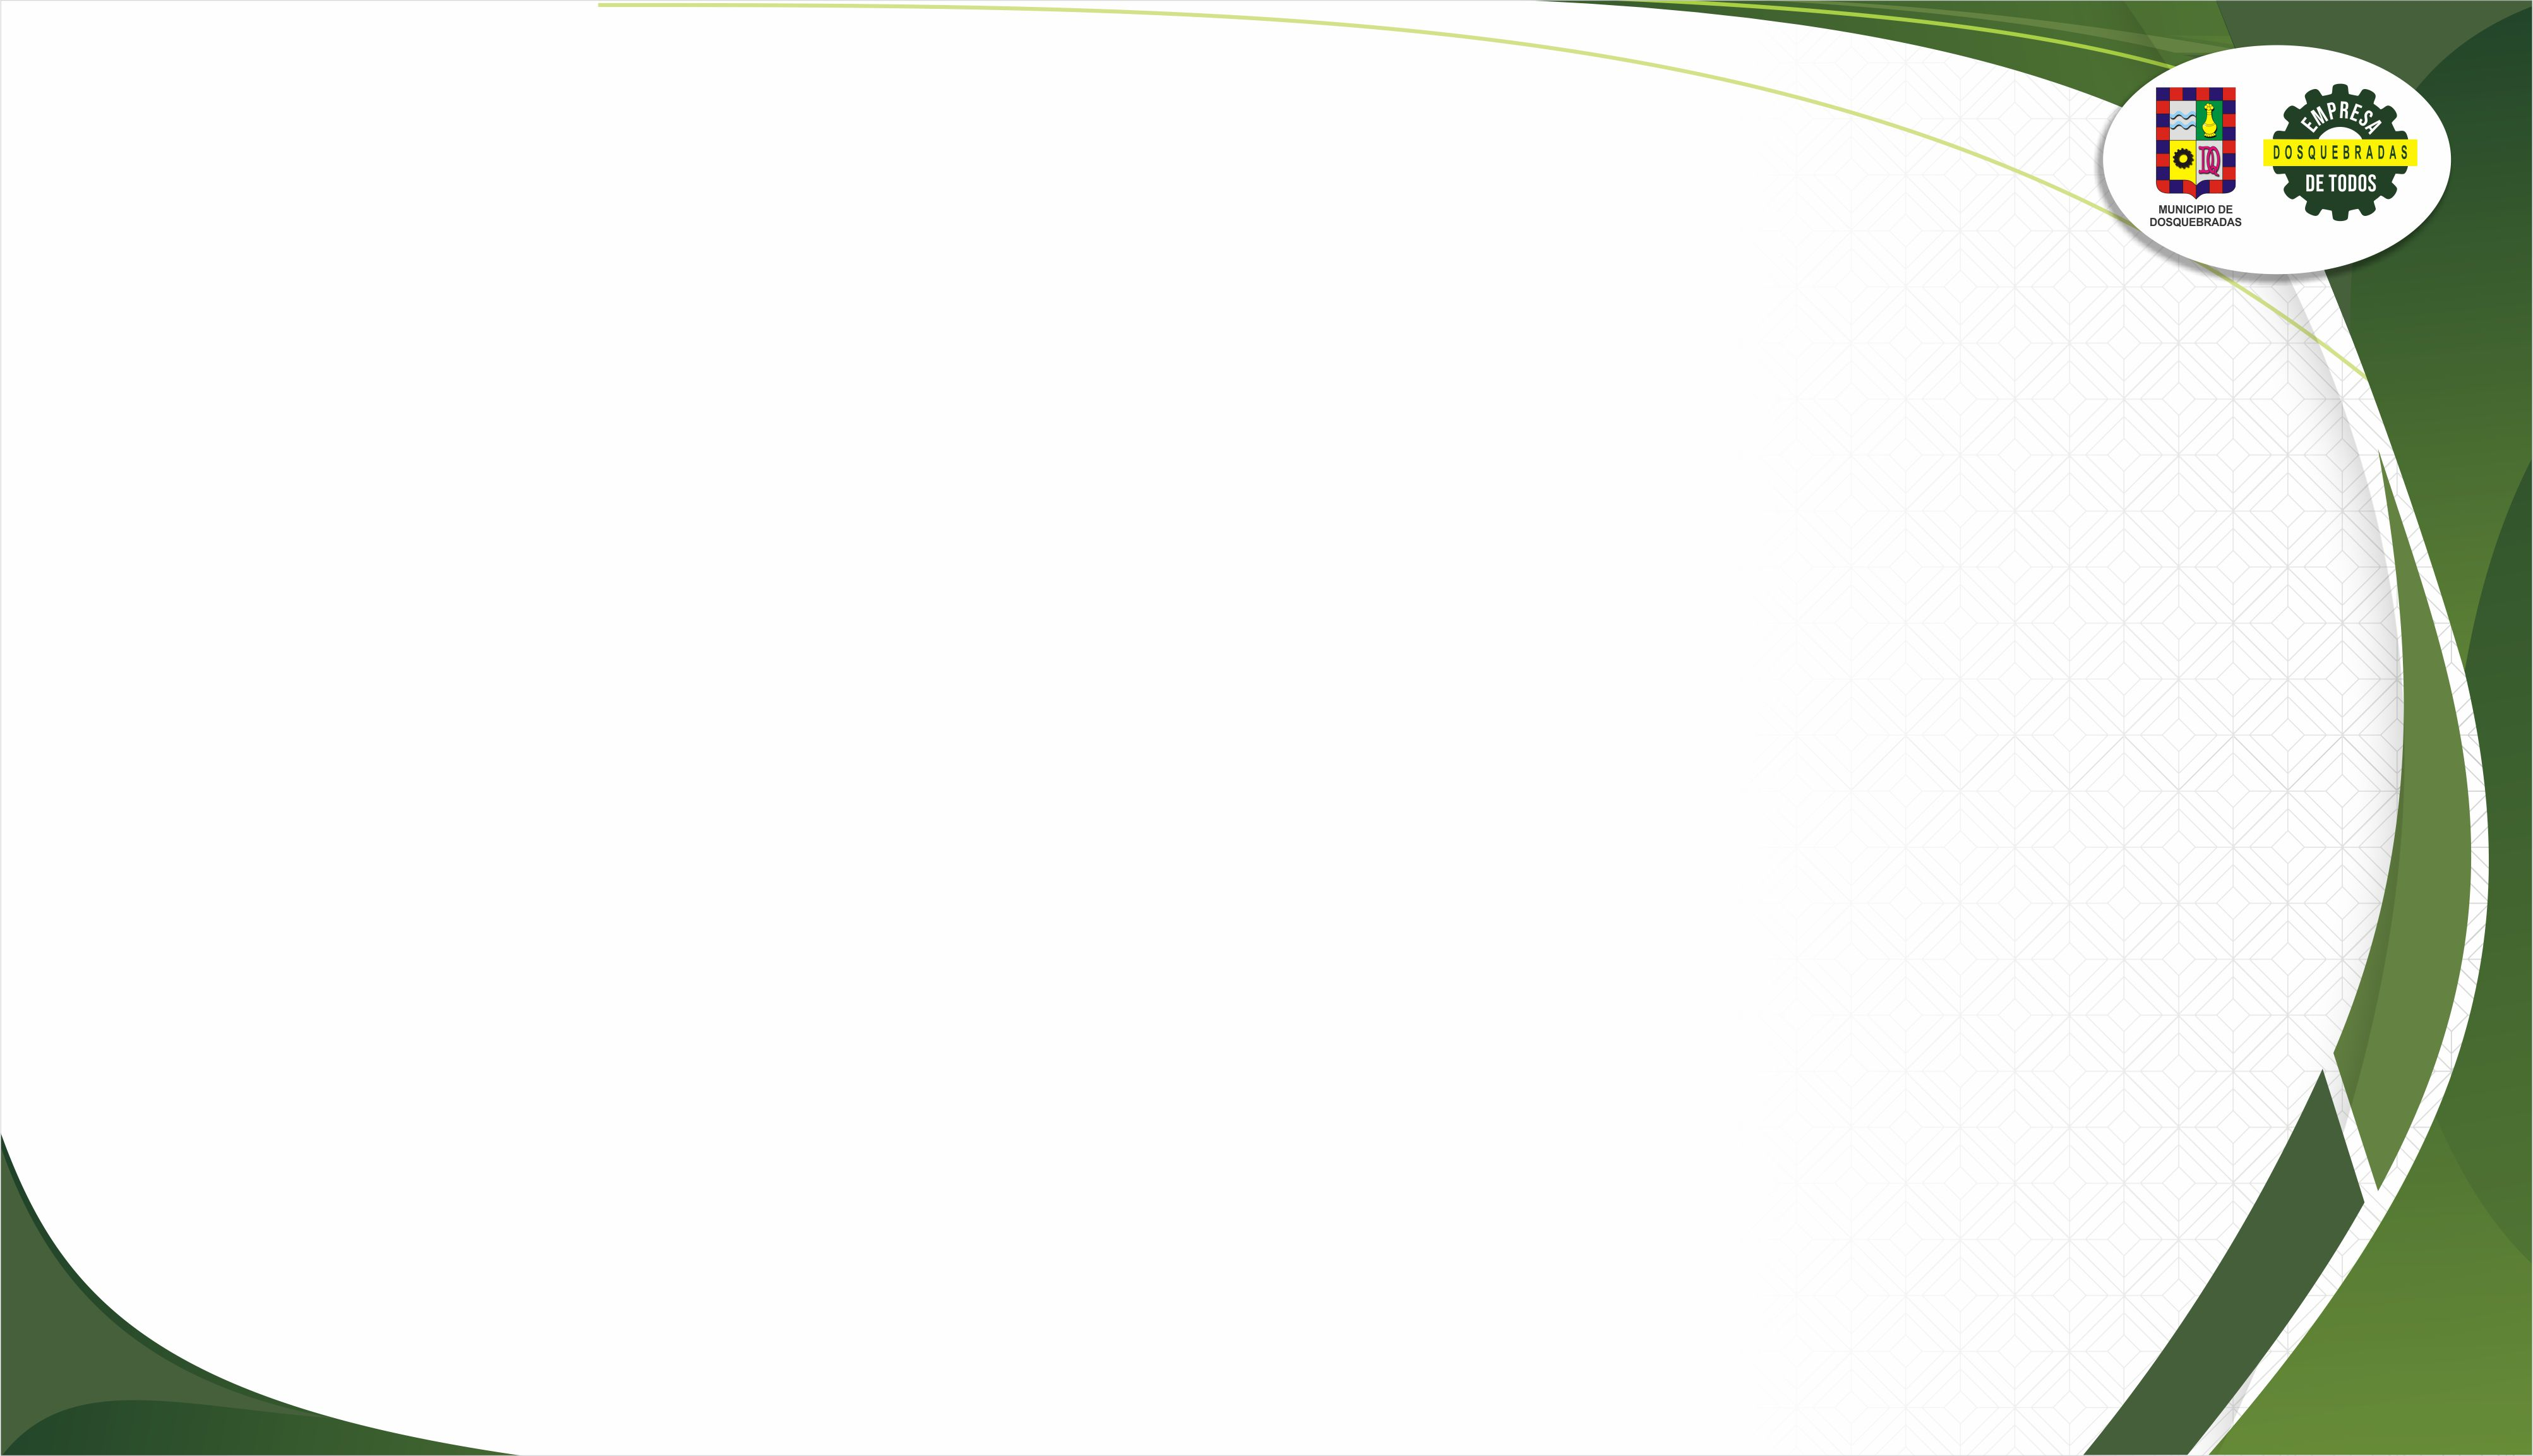 MUNICIPIO DE
DOSQUEBRADAS
EMPRESA
DOSQUEBRADAS
DE TODOS